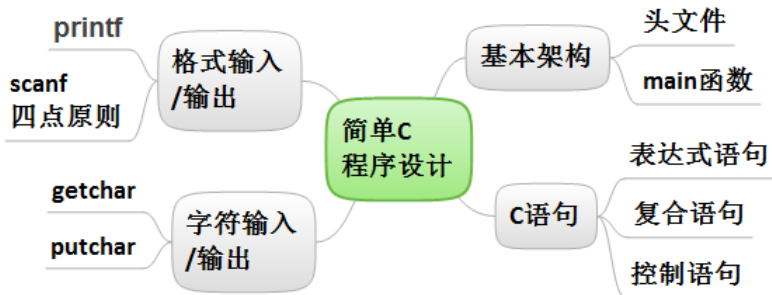 简单C
程序设计
基本架构
头文件
main函数
C语句
表达式语句
复合语句
控制语句
格式输入
/输出
printf
scanf
四点原则
字符输入
/输出
getchar
putchar